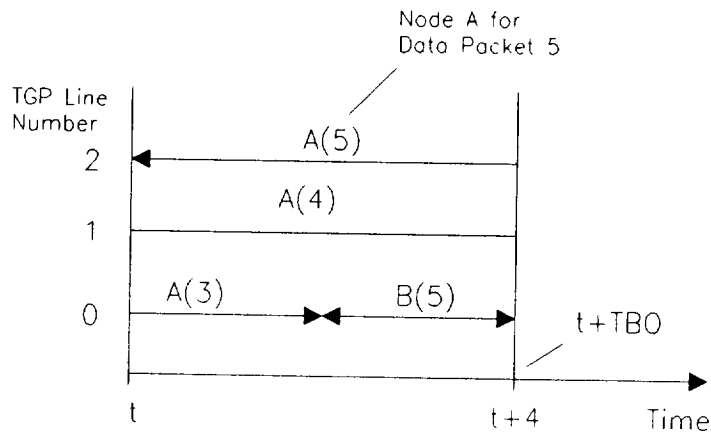 Node A for
Data Packet 5
TGP Line
Number
A(5)
2
A(4)
1
A(3)
B(5)
0
t+TBO
t
t+4
Time